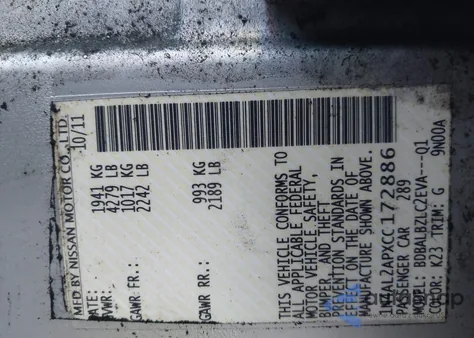 MFD BY NISSAN MOTOR CO., LTD.
DATE: 10/11
GVWR: 1941 KG
4279 LB
GAWR FR.: 1017 KG
2242 LB
GAWR RR.: 993 KG
2189 LB
THIS VEHICLE CONFORMS TO
ALL APPLICABLE FEDERAL
MOTOR VEHICLE SAFETY,
BUMPER, AND THEFT
PREVENTION STANDARDS IN
EFFECT ON THE DATE OF
MANUFACTURE SHOWN ABOVE.
1N4AL2APXCC172886
PASSENGER CAR 289
MODEL: BDBALBZLC2EVA---Q1
COLOR: K23 TRIM: G 9N00A